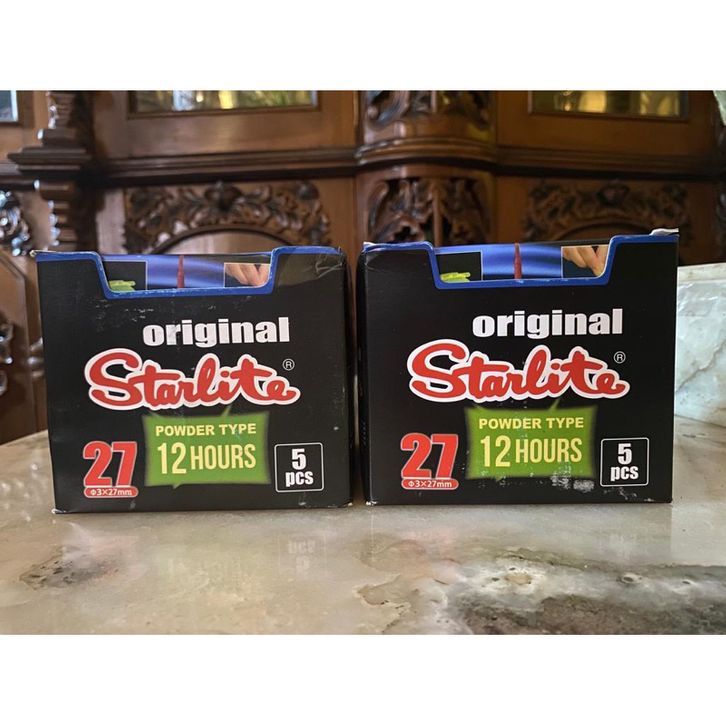 original
Starlite®
POWDER TYPE
12 HOURS
27
Φ3×27mm
5
pcs
original
Starlite®
POWDER TYPE
12 HOURS
27
Φ3×27mm
5
pcs